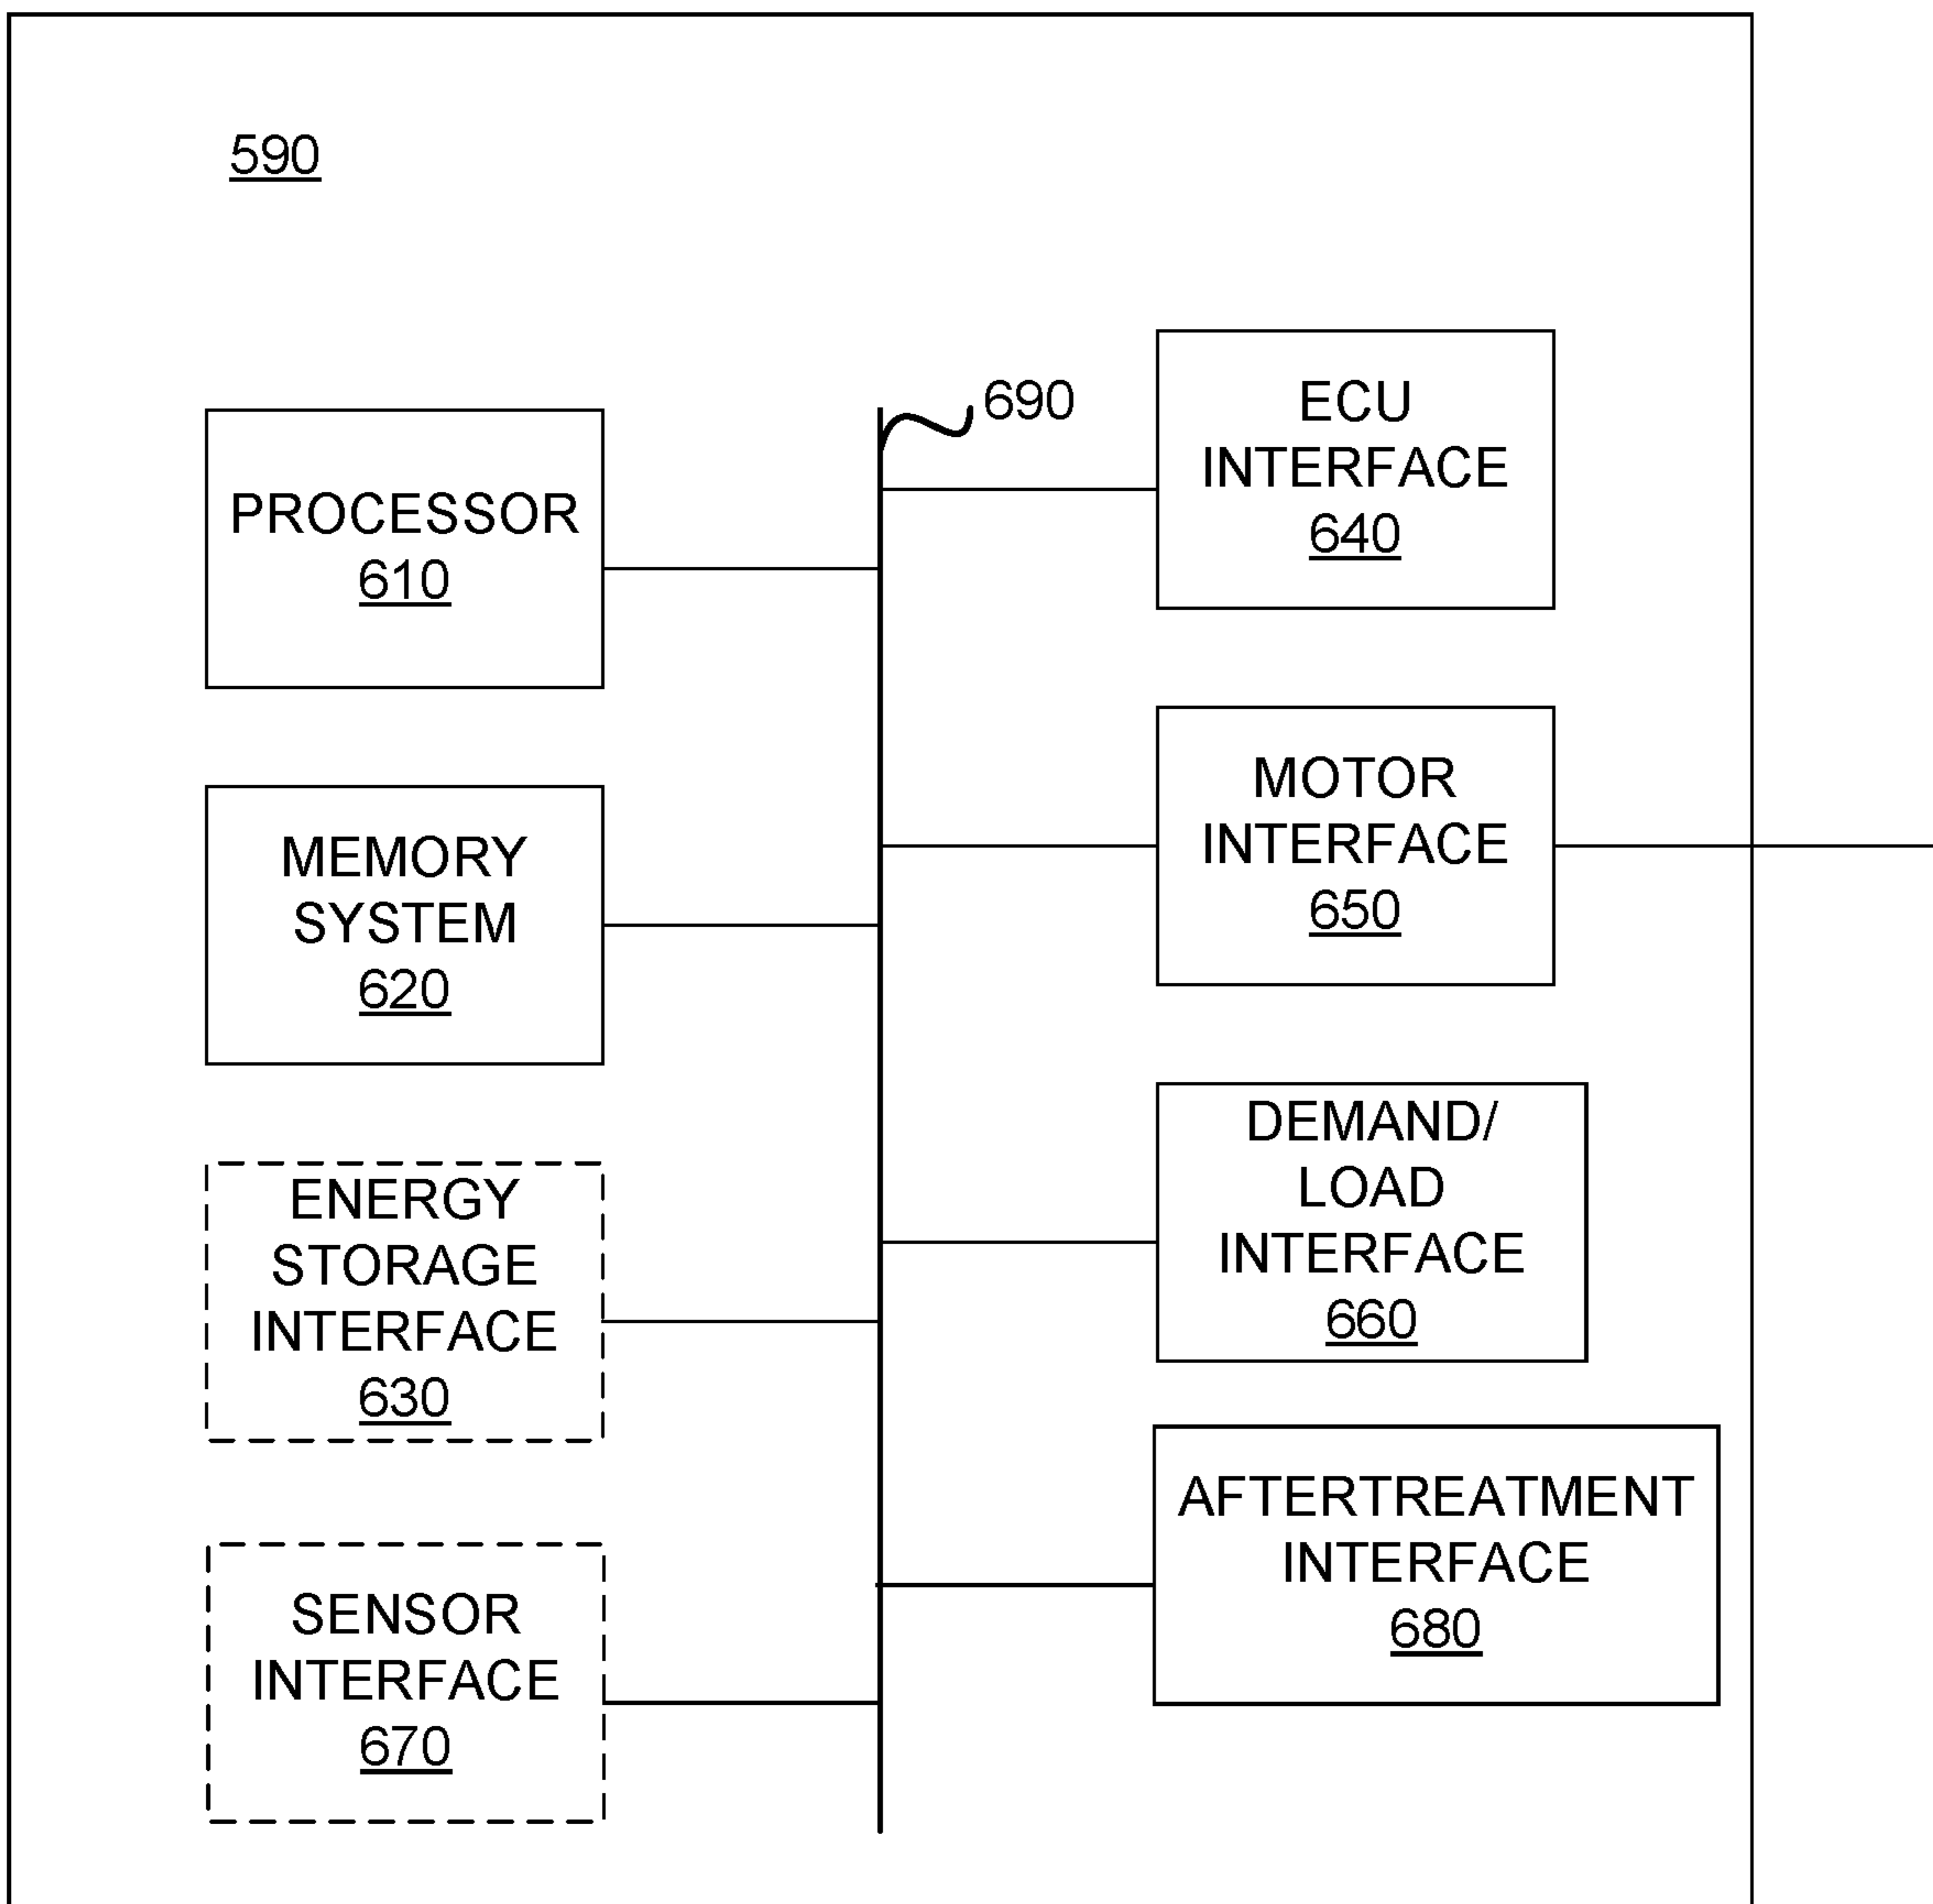 590
690
PROCESSOR
610
MEMORY
SYSTEM
620
ENERGY
STORAGE
INTERFACE
630
SENSOR
INTERFACE
670
ECU
INTERFACE
640
MOTOR
INTERFACE
650
DEMAND/
LOAD
INTERFACE
660
AFTERTREATMENT
INTERFACE
680